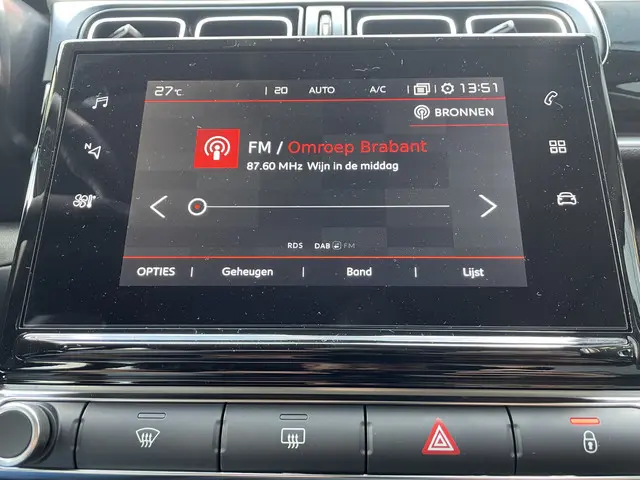 27°C 20 AUTO A/C 13:51
BRONNEN
FM / Omroep Brabant
87.60 MHz Wijn in de middag
RDS DAB FM
OPTIES Geheugen Band Lijst
N